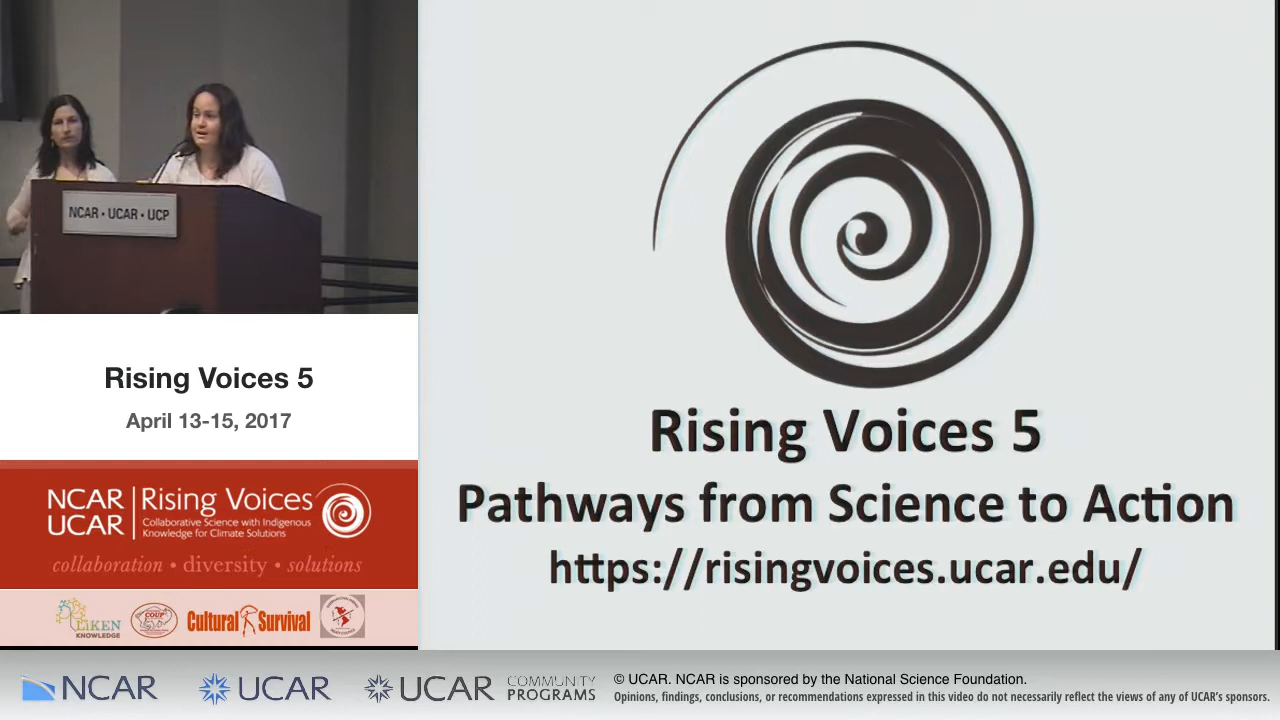 NCAR • UCAR • UCP
Rising Voices 5
April 13-15, 2017
NCAR
UCAR
Rising Voices
Collaborative Science with Indigenous
Knowledge for Climate Solutions
collaboration • diversity • solutions
LiKEN
KNOWLEDGE
COUP
Cultural Survival
Rising Voices 5
Pathways from Science to Action
https://risingvoices.ucar.edu/
NCAR
UCAR
UCAR
COMMUNITY
PROGRAMS
© UCAR. NCAR is sponsored by the National Science Foundation.
Opinions, findings, conclusions, or recommendations expressed in this video do not necessarily reflect the views of any of UCAR's sponsors.